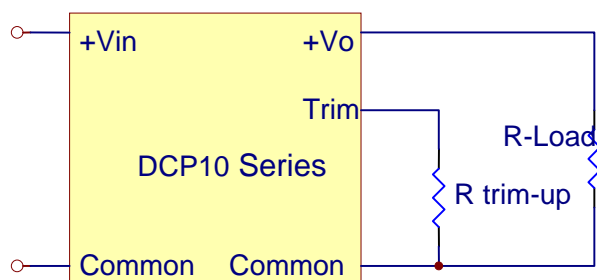 +Vin +Vo
Trim
R-Load
DCP10 Series
R trim-up
Common Common